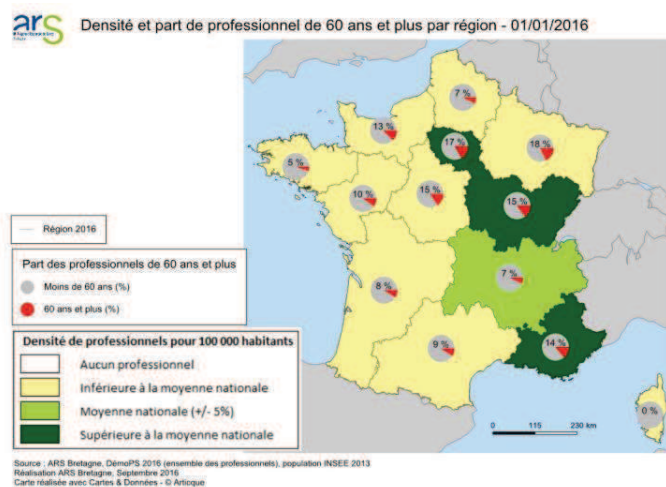 ars
Densité et part de professionnel de 60 ans et plus par région - 01/01/2016
7 %
13 %
17 %
18 %
5 %
10 %
15 %
15 %
8 %
7 %
9 %
14 %
0 %
Région 2016
Part des professionnels de 60 ans et plus
Moins de 60 ans (%)
60 ans et plus (%)
Densité de professionnels pour 100 000 habitants
Aucun professionnel
Inférieure à la moyenne nationale
Moyenne nationale (+/- 5%)
Supérieure à la moyenne nationale
0 115 230 km
Source : ARS Bretagne, DémoPS 2016 (ensemble des professionnels), population INSEE 2013
Réalisation ARS Bretagne, Septembre 2016
Carte réalisée avec Cartes & Données - © Articque